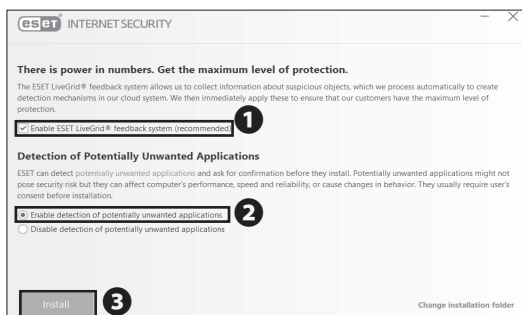 eset INTERNET SECURITY
There is power in numbers. Get the maximum level of protection.
The ESET LiveGrid® feedback system allows us to collect information about suspicious objects, which we process automatically to create
detection mechanisms in our cloud system. We then immediately apply these to ensure that our customers have the maximum level of
protection.
Enable ESET LiveGrid® feedback system (recommended)
1
Detection of Potentially Unwanted Applications
ESET can detect potentially unwanted applications and ask for confirmation before they install. Potentially unwanted applications might not
pose security risk but they can affect computer's performance, speed and reliability, or cause changes in behavior. They usually require user's
consent before installation.
Enable detection of potentially unwanted applications
2
Disable detection of potentially unwanted applications
Install
3
Change installation folder